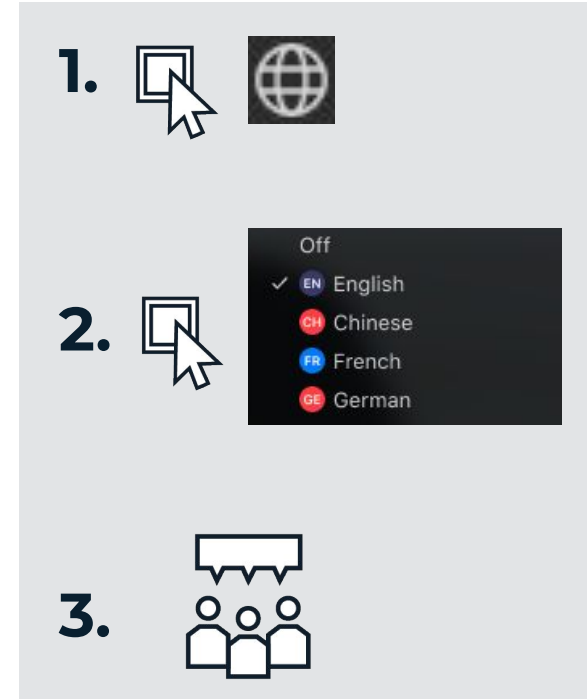 1.
Off
2.
✓ EN English
CH Chinese
FR French
GE German
3.